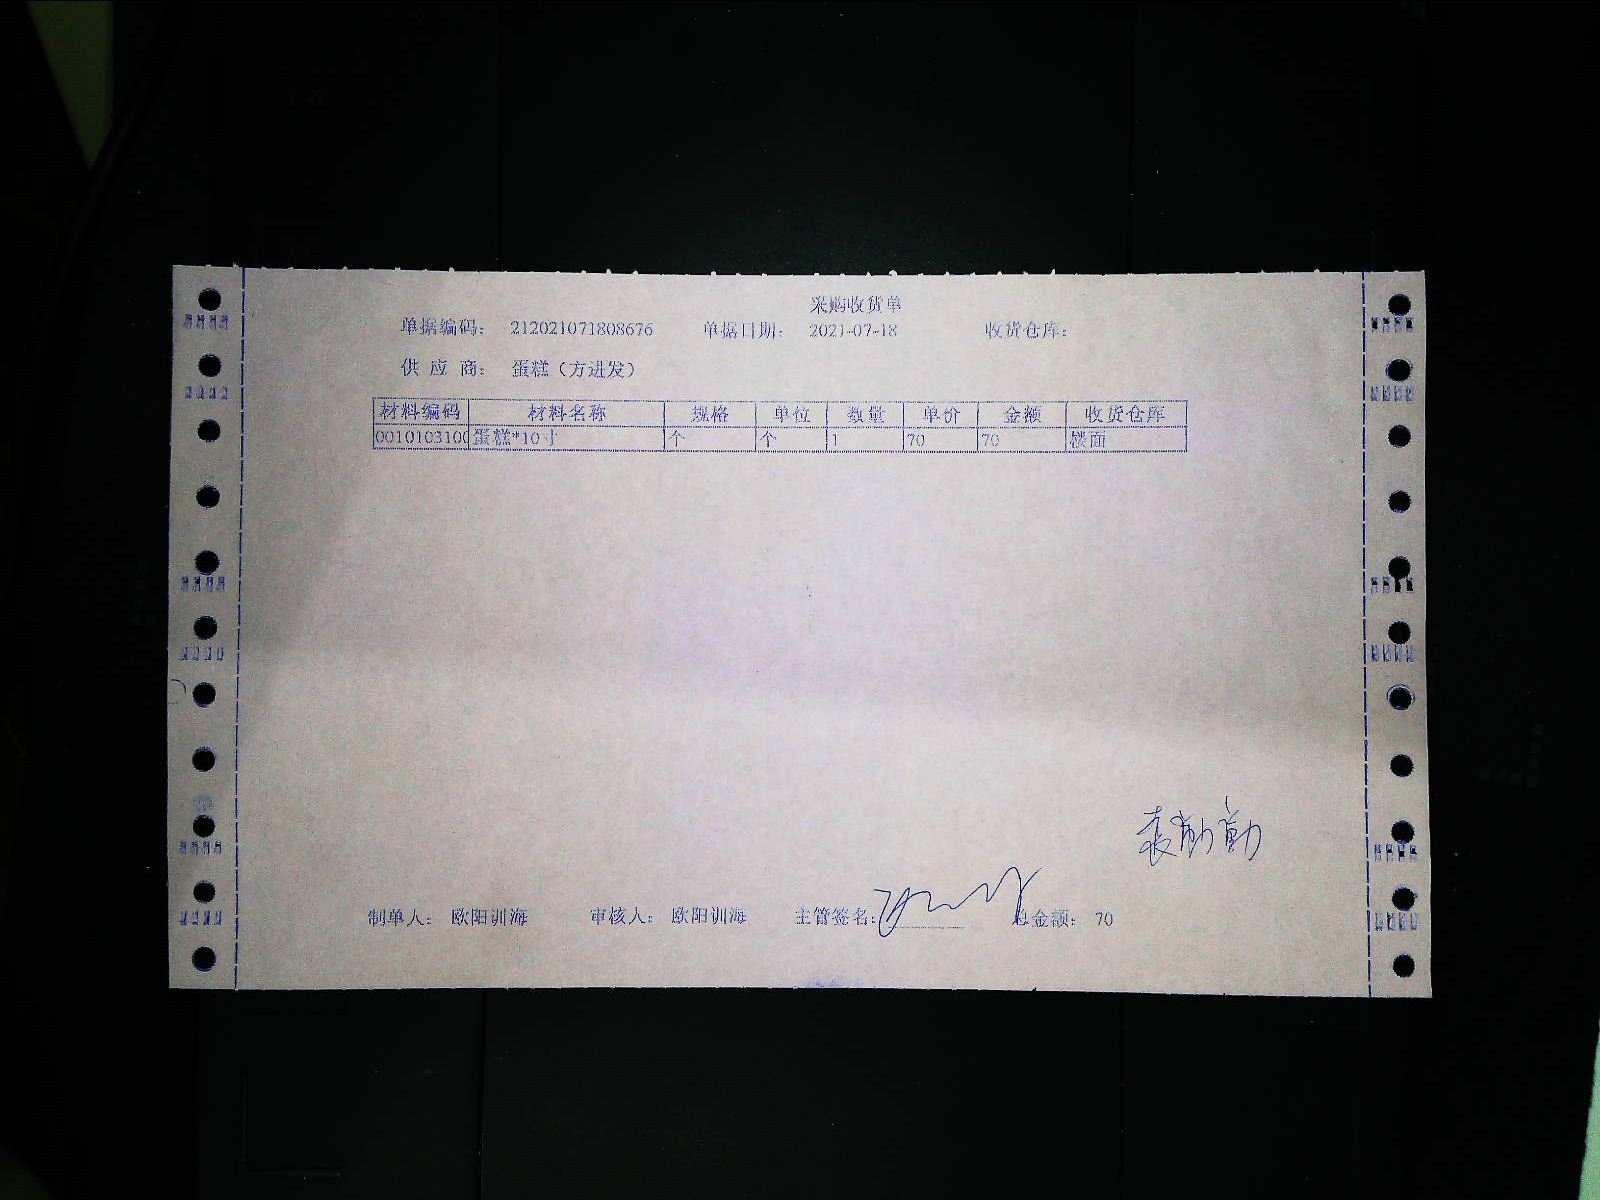 采购收货单
单据编码： 212021071808676 单据日期： 2021-07-18 收货仓库：
供 应 商： 蛋糕（方进发）
材料编码 材料名称 规格 单位 数量 单价 金额 收货仓库
0010103100 蛋糕*10寸 个 个 1 70 70 楼面
制单人： 欧阳训海 审核人： 欧阳训海 主管签名： 总金额： 70